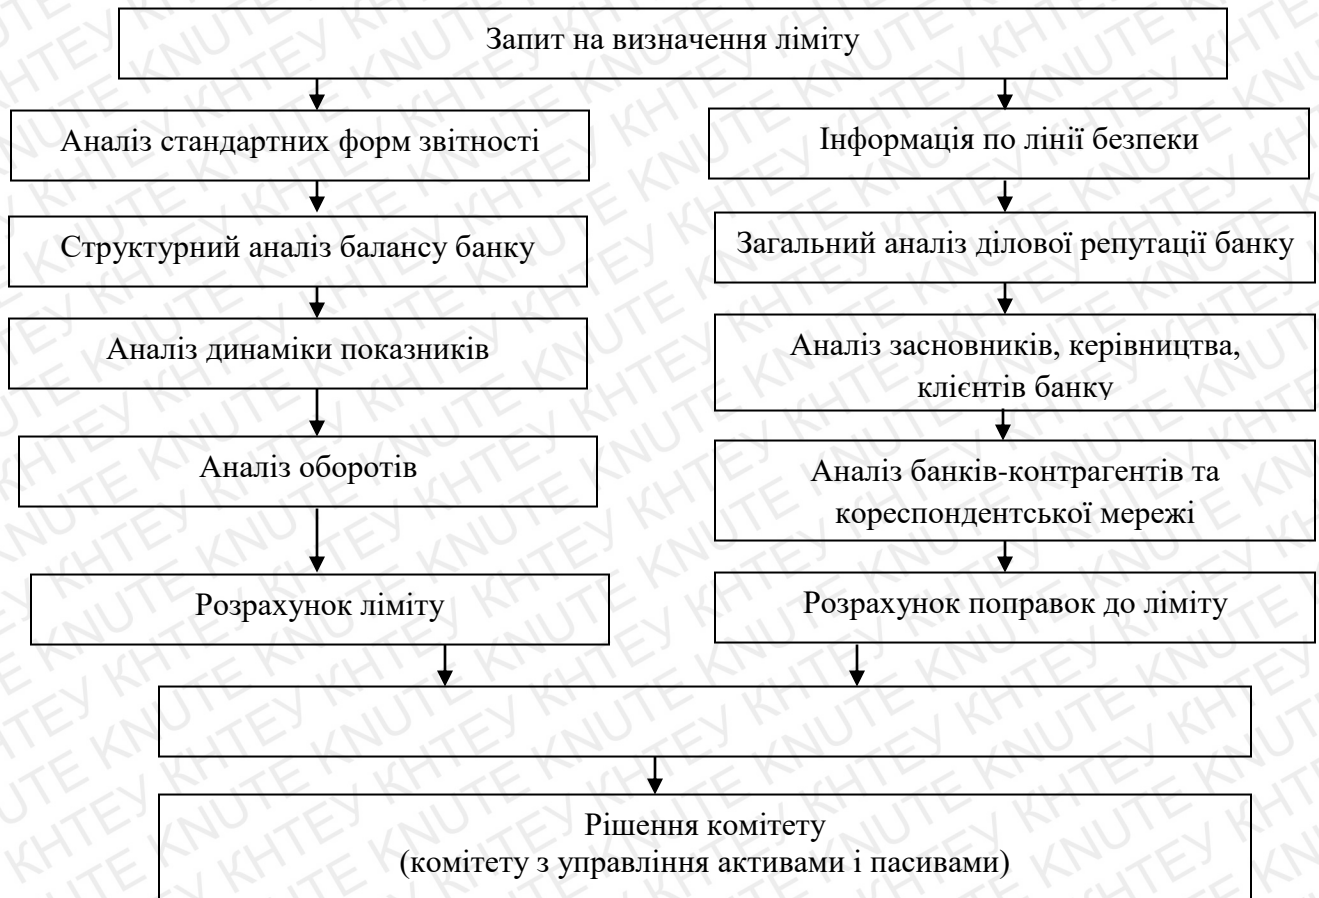 Запит на визначення ліміту
Аналіз стандартних форм звітності
Інформація по лінії безпеки
Структурний аналіз балансу банку
Загальний аналіз ділової репутації банку
Аналіз динаміки показників
Аналіз засновників, керівництва,
клієнтів банку
Аналіз оборотів
Аналіз банків-контрагентів та
кореспондентської мережі
Розрахунок ліміту
Розрахунок поправок до ліміту
Рішення комітету
(комітету з управління активами і пасивами)